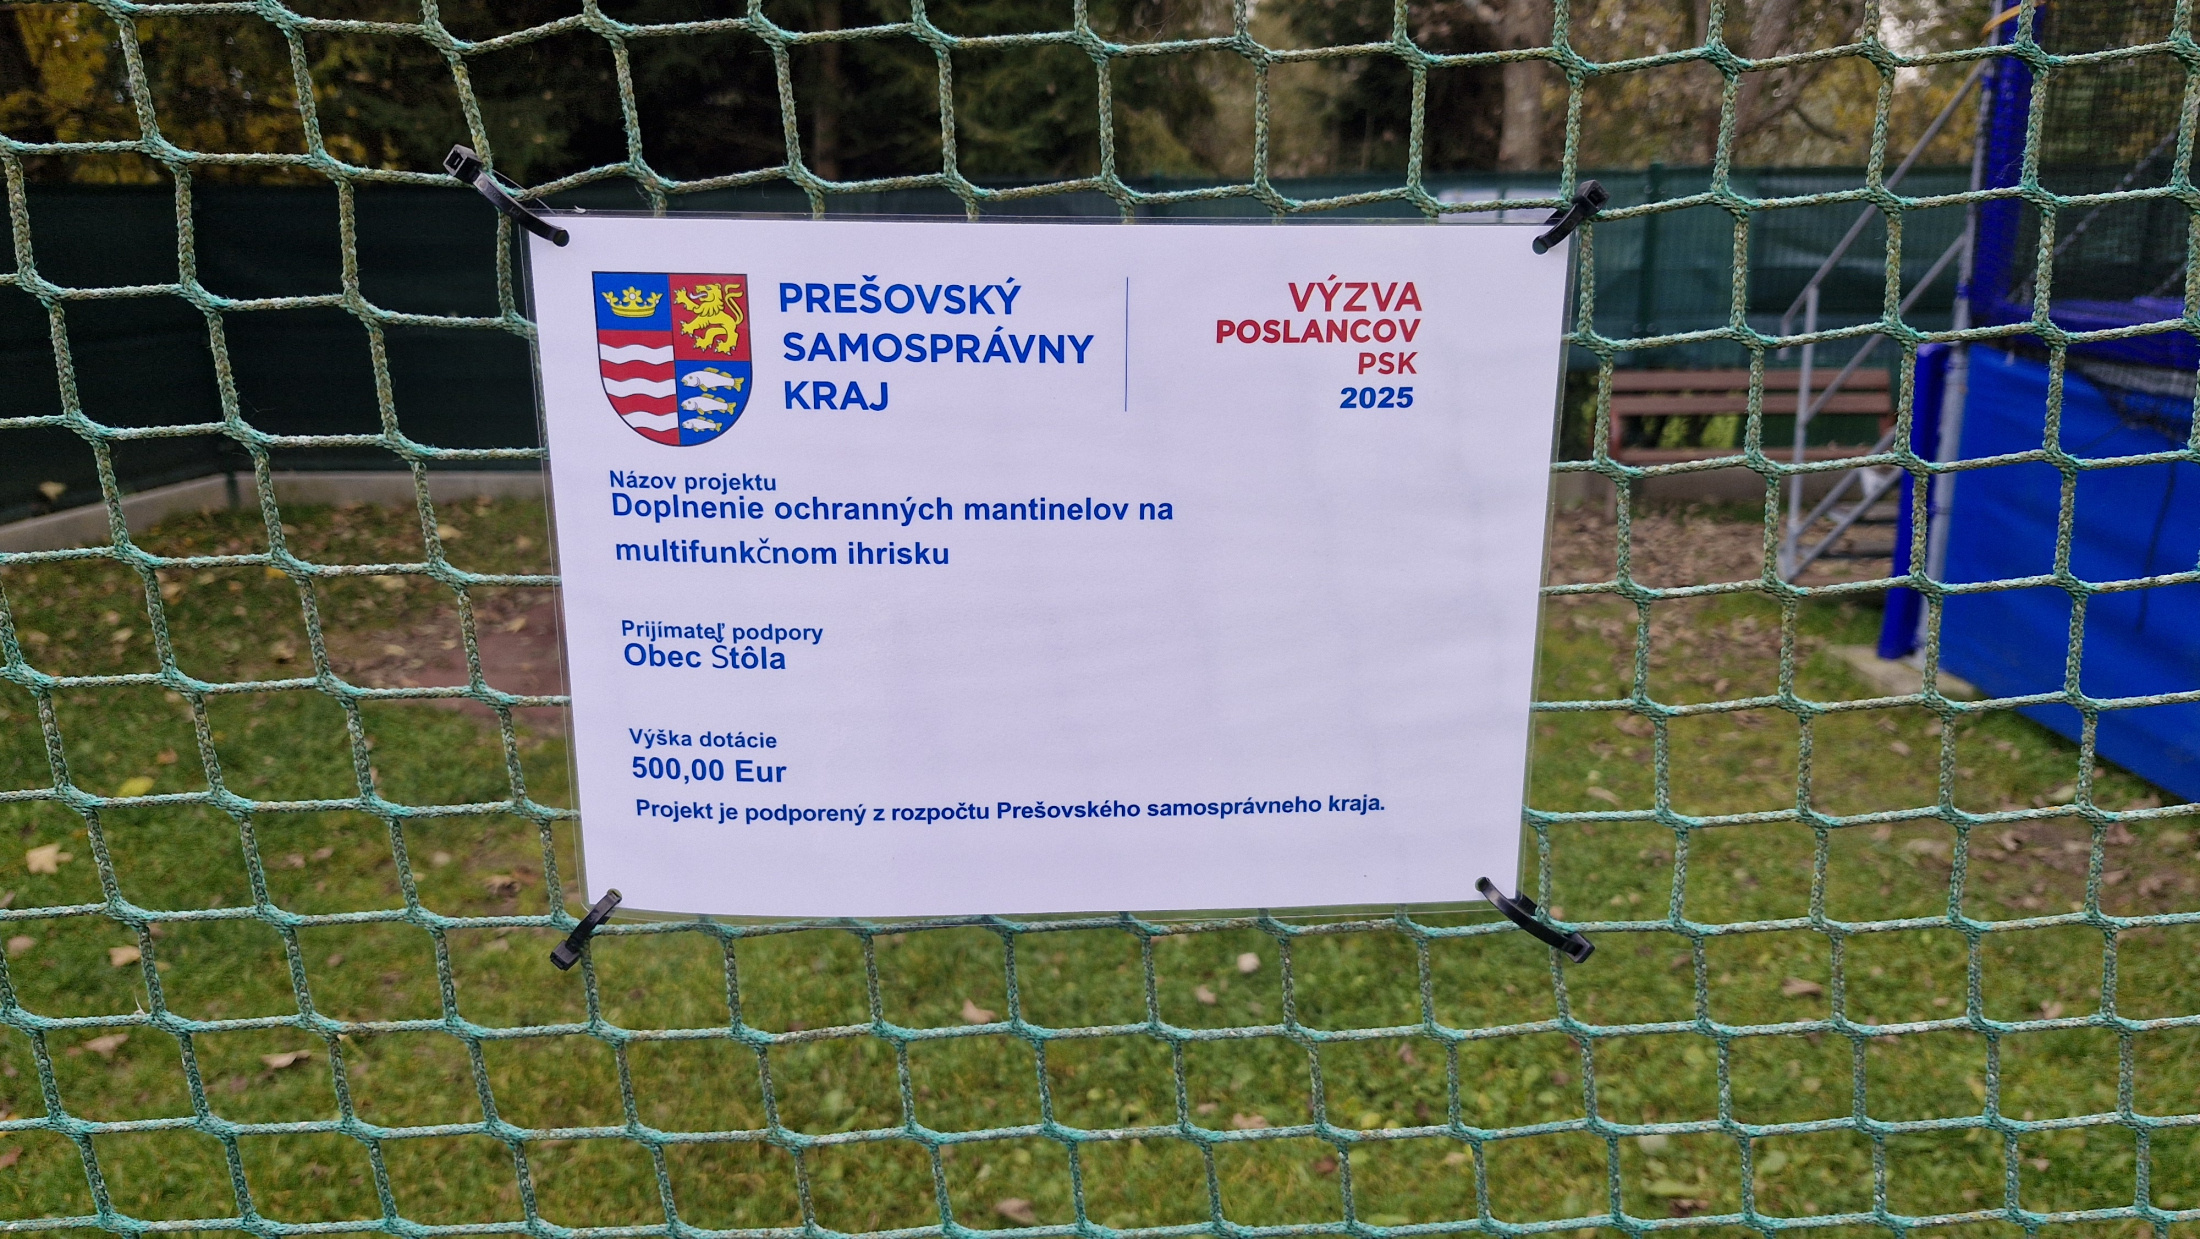 PREŠOVSKÝ
SAMOSPRÁVNY
KRAJ
VÝZVA
POSLANCOV
PSK
2025
Názov projektu
Doplnenie ochranných mantinelov na
multifunkčnom ihrisku
Prijímateľ podpory
Obec Štôla
Výška dotácie
500,00 Eur
Projekt je podporený z rozpočtu Prešovského samosprávneho kraja.